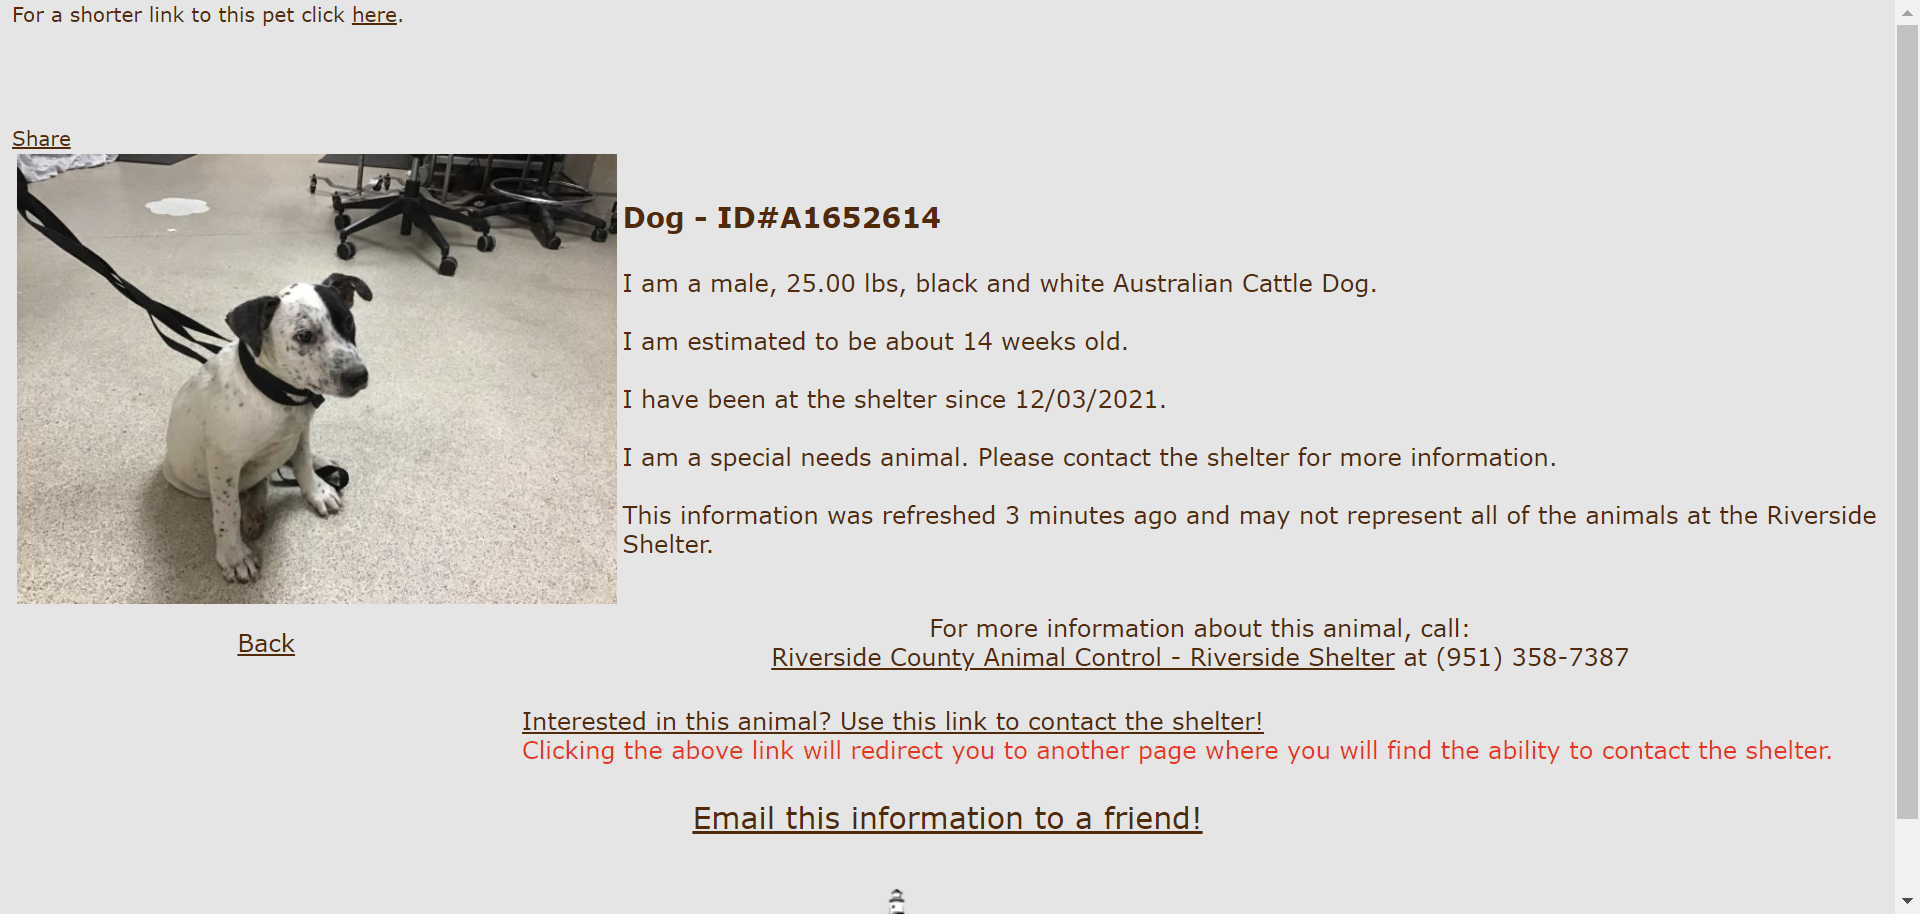 For a shorter link to this pet click here.
Share
Dog - ID#A1652614
I am a male, 25.00 lbs, black and white Australian Cattle Dog.
I am estimated to be about 14 weeks old.
I have been at the shelter since 12/03/2021.
I am a special needs animal. Please contact the shelter for more information.
This information was refreshed 3 minutes ago and may not represent all of the animals at the Riverside
Shelter.
Back
For more information about this animal, call:
Riverside County Animal Control - Riverside Shelter at (951) 358-7387
Interested in this animal? Use this link to contact the shelter!
Clicking the above link will redirect you to another page where you will find the ability to contact the shelter.
Email this information to a friend!